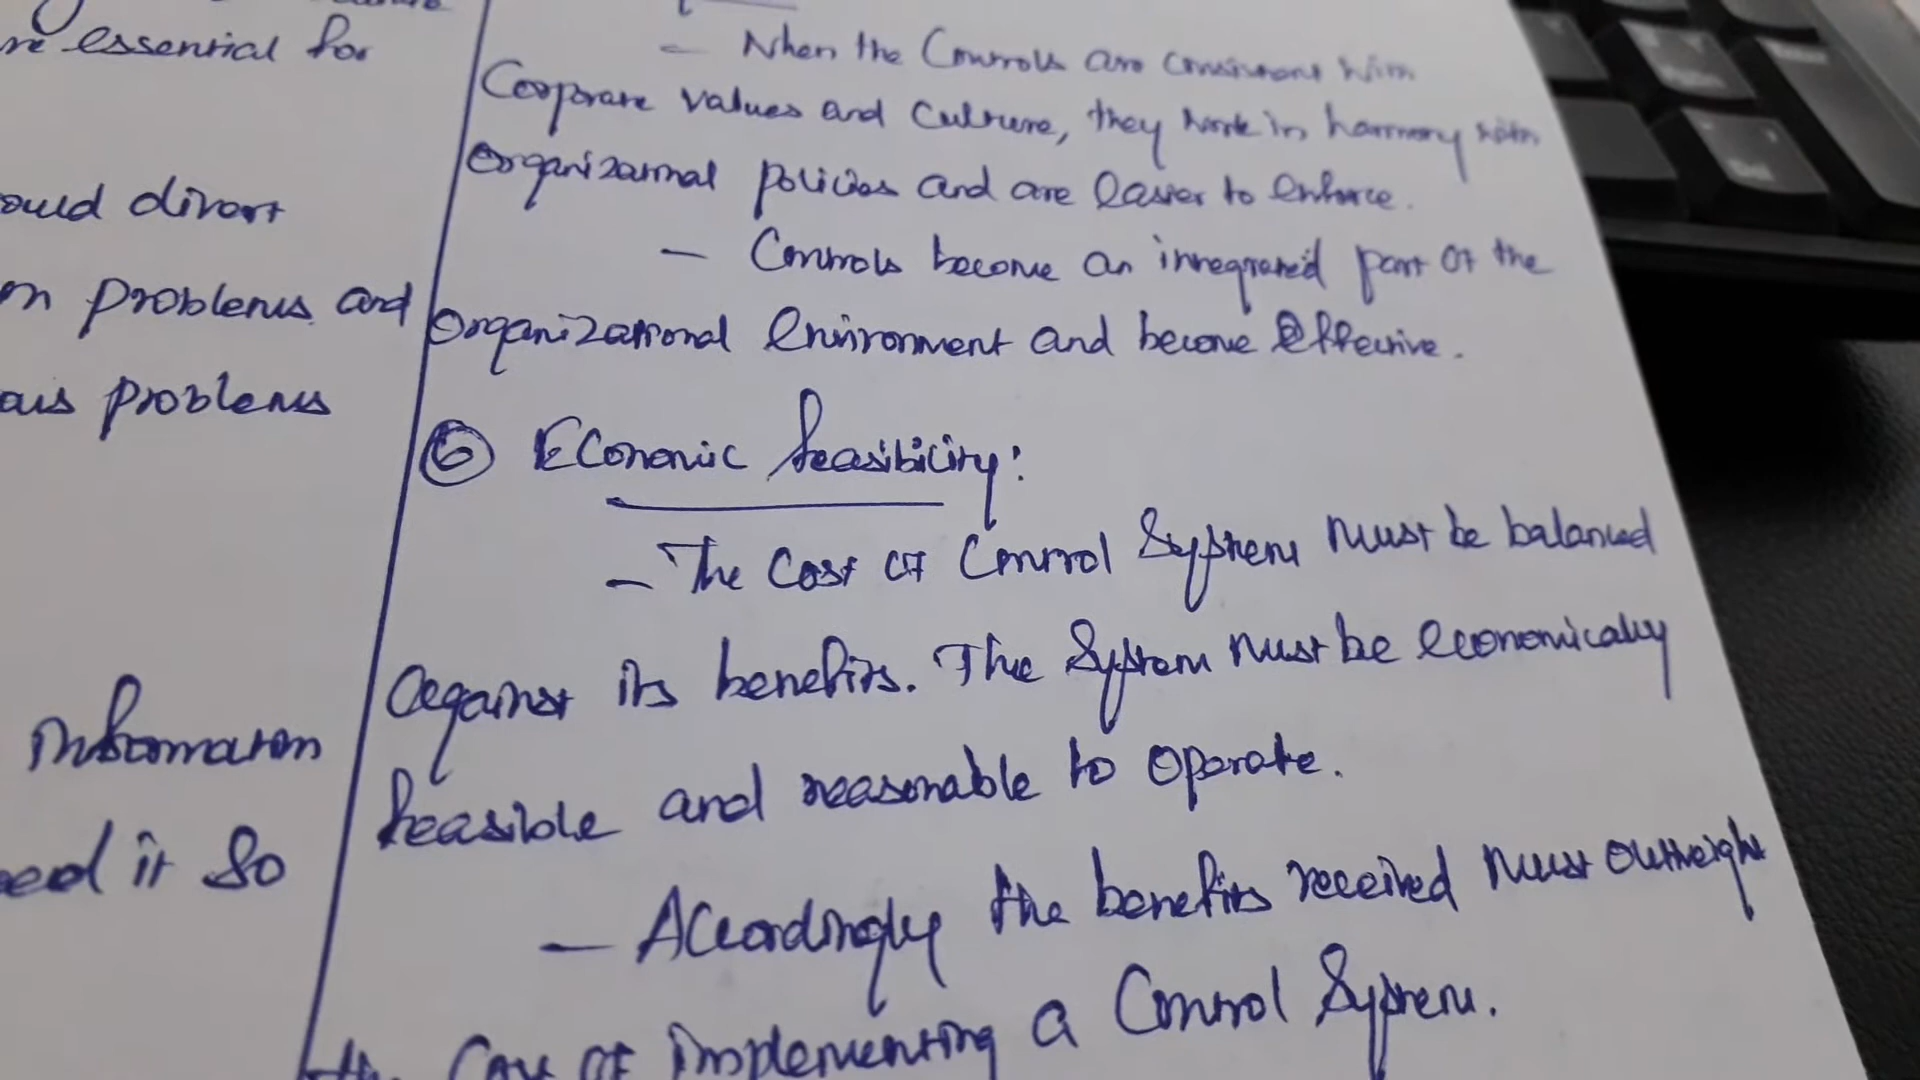 re essential for
ould divert
on problems and
ous problems
Information
need it so
- When the Controls are consistent with
Corporate values and culture, they work in harmony with
organizational policies and are easier to enforce.
- Controls become an integrated part of the
organizational environment and become effective.
⑥ Economic feasibility:
- The cost of control system must be balanced
against its benefits. The system must be economically
feasible and reasonable to operate.
- Accordingly the benefits received must outweigh
the cost of implementing a control system.